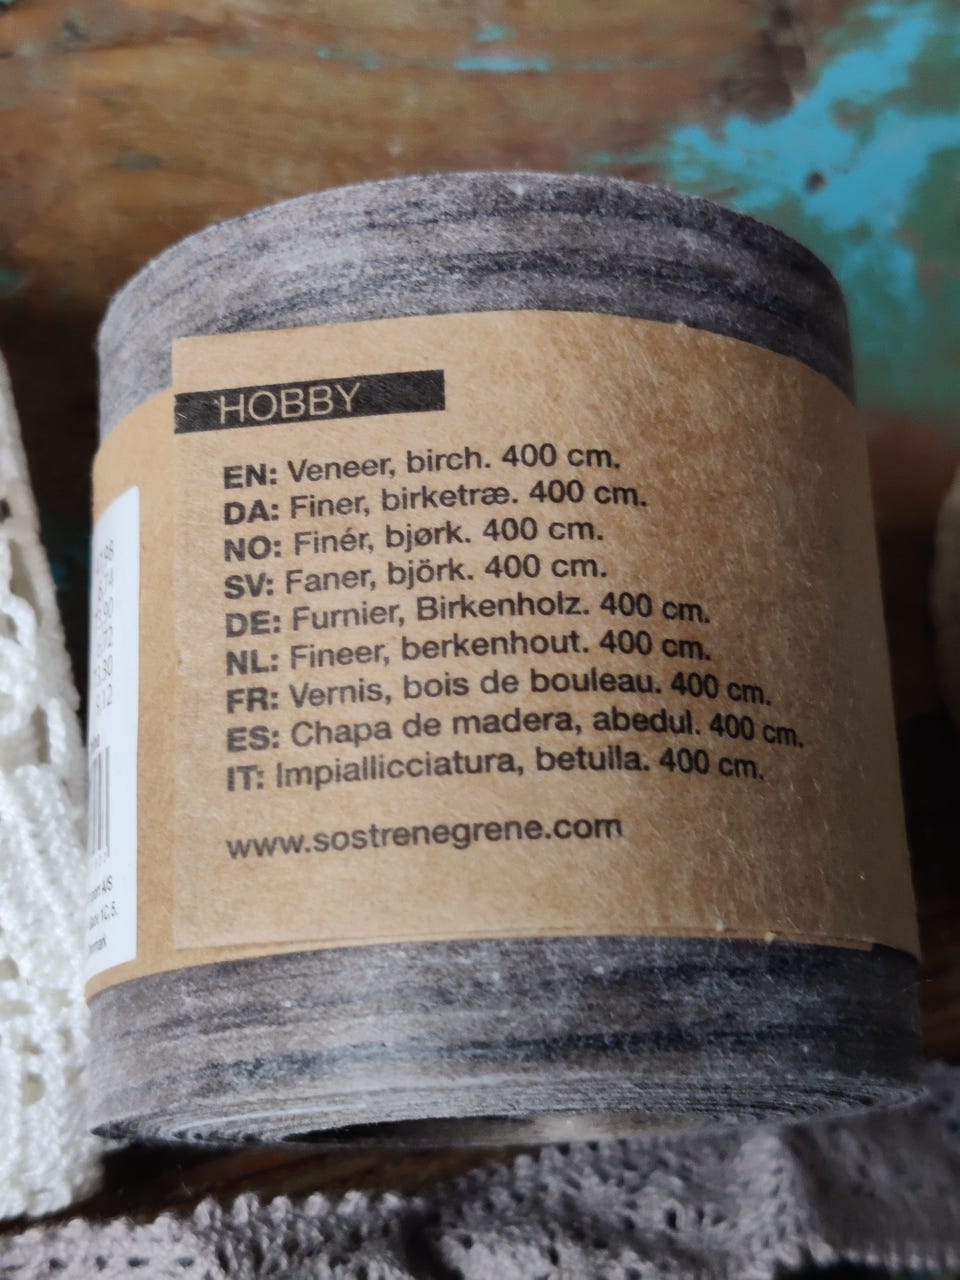 HOBBY
EN: Veneer, birch. 400 cm.
DA: Finer, birketræ. 400 cm.
NO: Finér, bjørk. 400 cm.
SV: Faner, björk. 400 cm.
DE: Furnier, Birkenholz. 400 cm.
NL: Fineer, berkenhout. 400 cm.
FR: Vernis, bois de bouleau. 400 cm.
ES: Chapa de madera, abedul. 400 cm.
IT: Impiallicciatura, betulla. 400 cm.
www.sostrenegrene.com